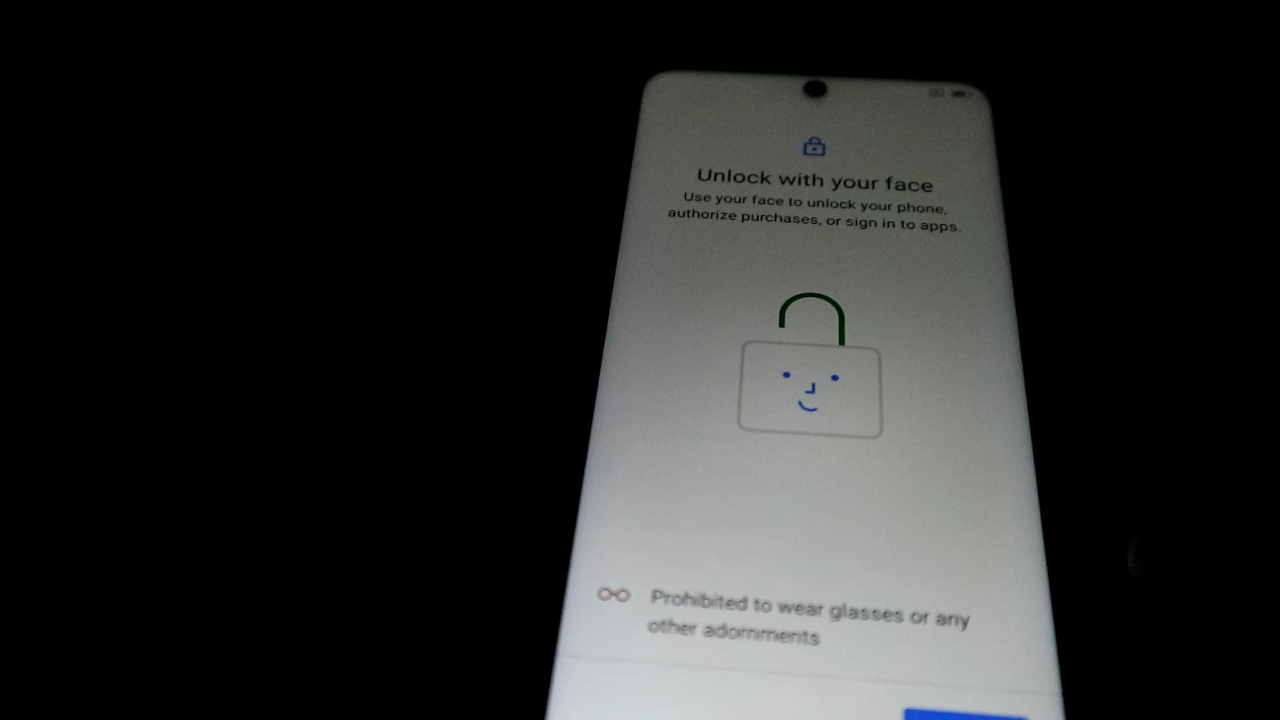 Unlock with your face
Use your face to unlock your phone,
authorize purchases, or sign in to apps.
Prohibited to wear glasses or any
other adornments